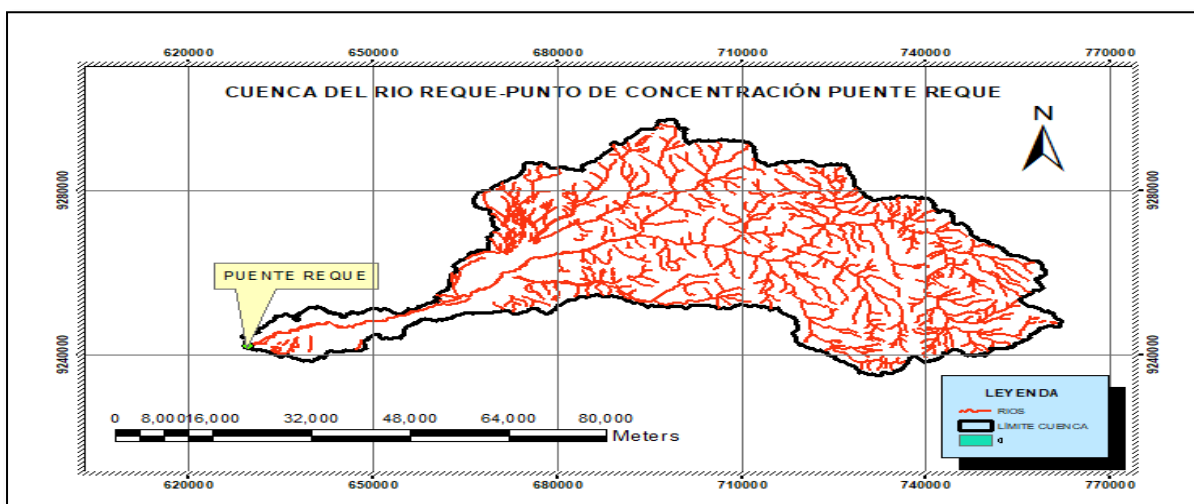 620000 650000 680000 710000 740000 770000
CUENCA DEL RIO REQUE-PUNTO DE CONCENTRACIÓN PUENTE REQUE
N
9280000
9280000
PUENTE REQUE
9240000
9240000
LEYENDA
RIOS
LÍMITE CUENCA
0 8,00016,000 32,000 48,000 64,000 80,000
Meters
620000 650000 680000 710000 740000 770000